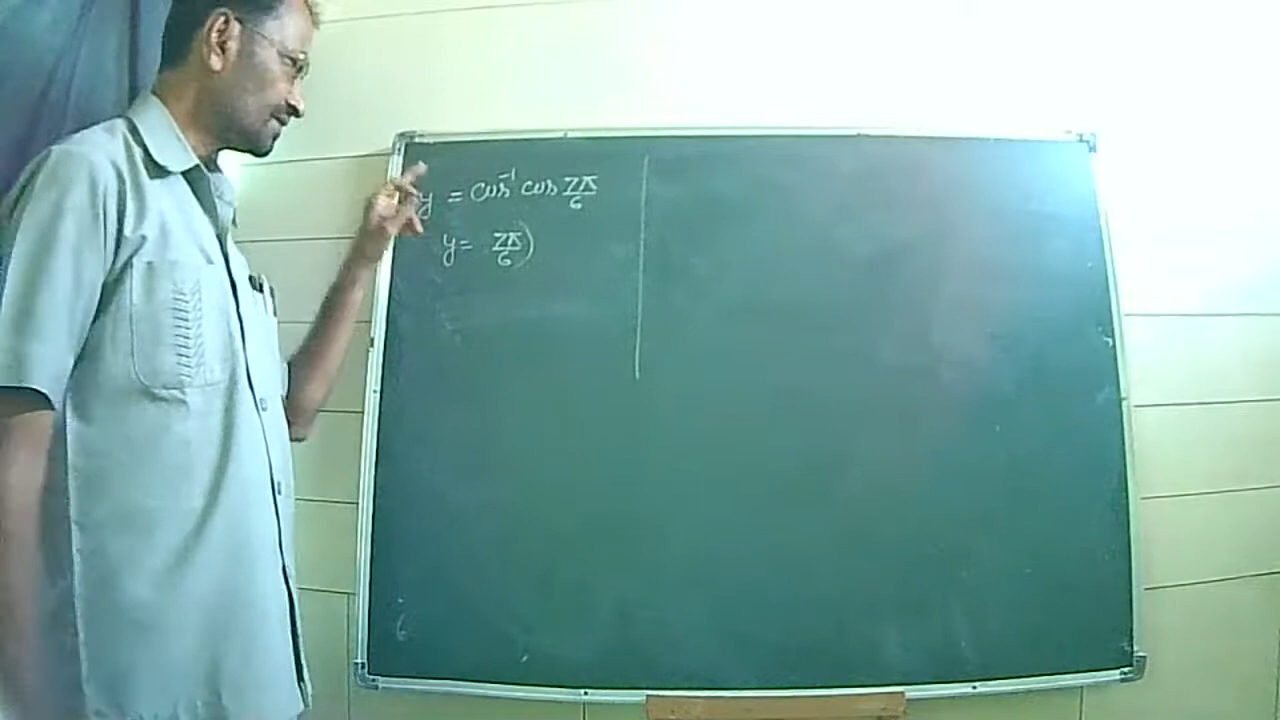 y = cos⁻¹ cos 7π/6
y = 7π/6)